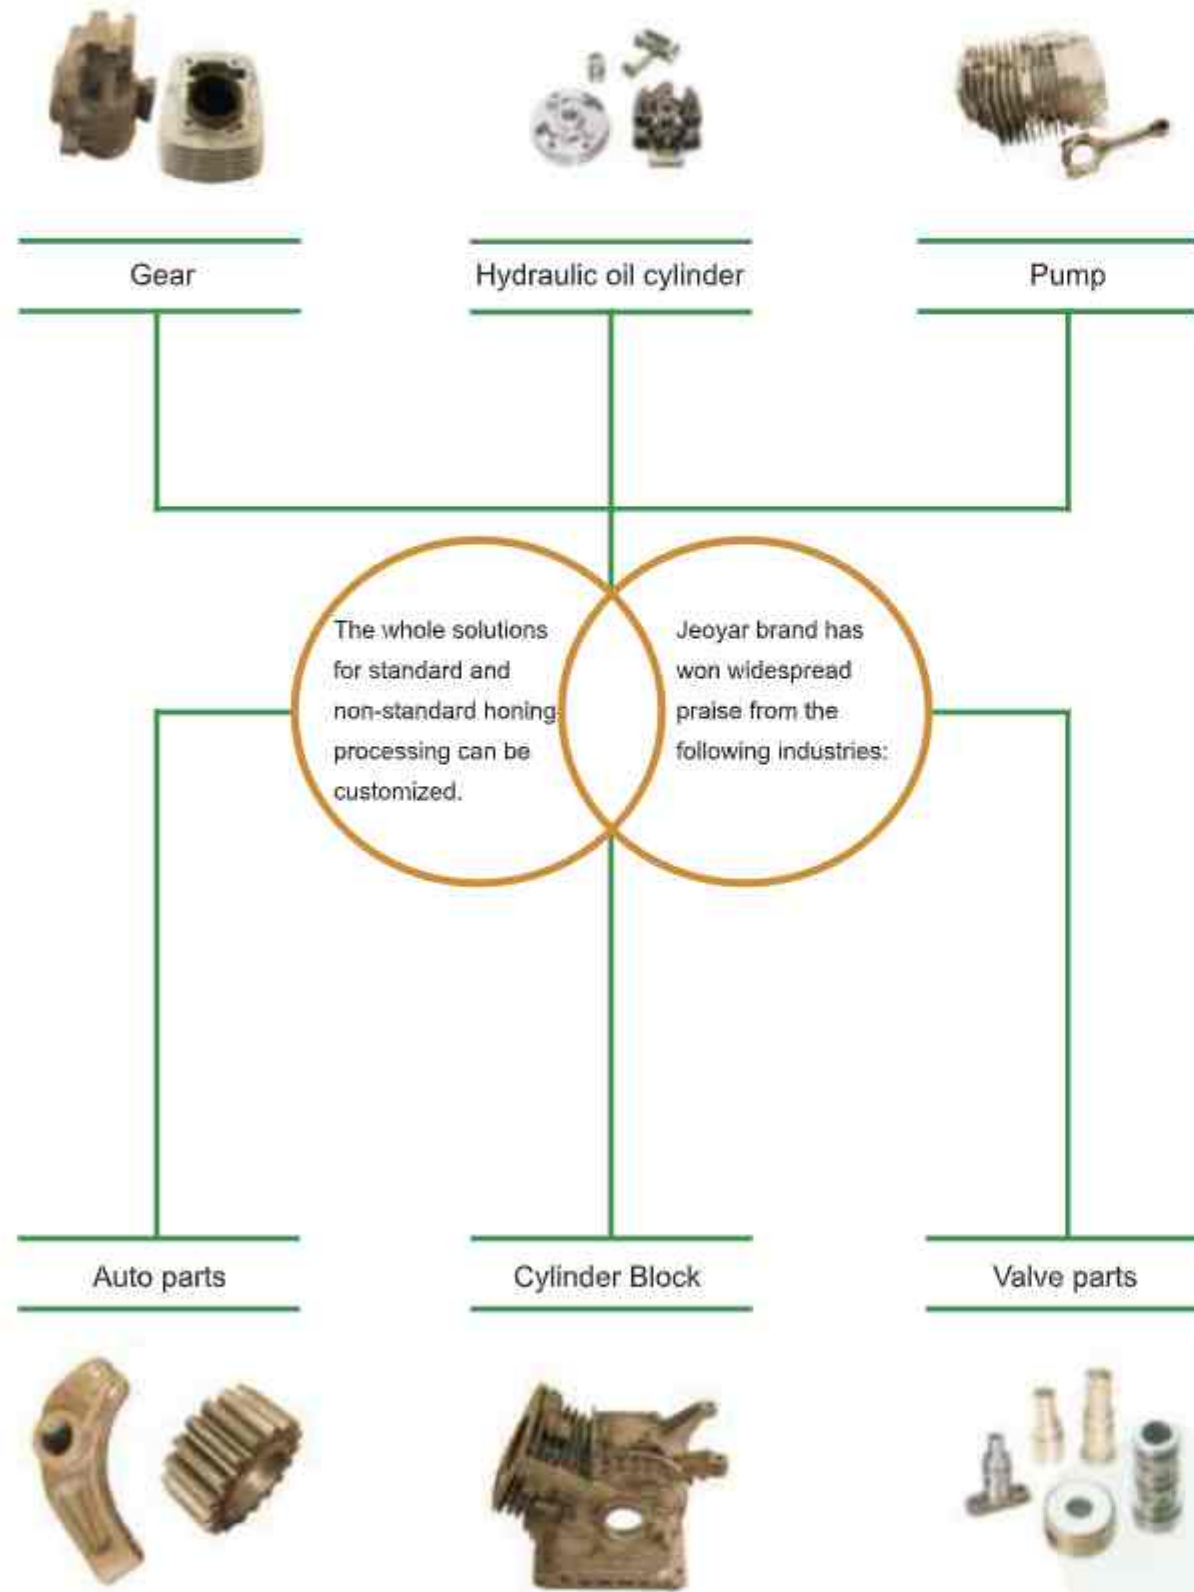 Gear
Hydraulic oil cylinder
Pump
The whole solutions
for standard and
non-standard honing
processing can be
customized.
Jeoyar brand has
won widespread
praise from the
following industries:
Auto parts
Cylinder Block
Valve parts